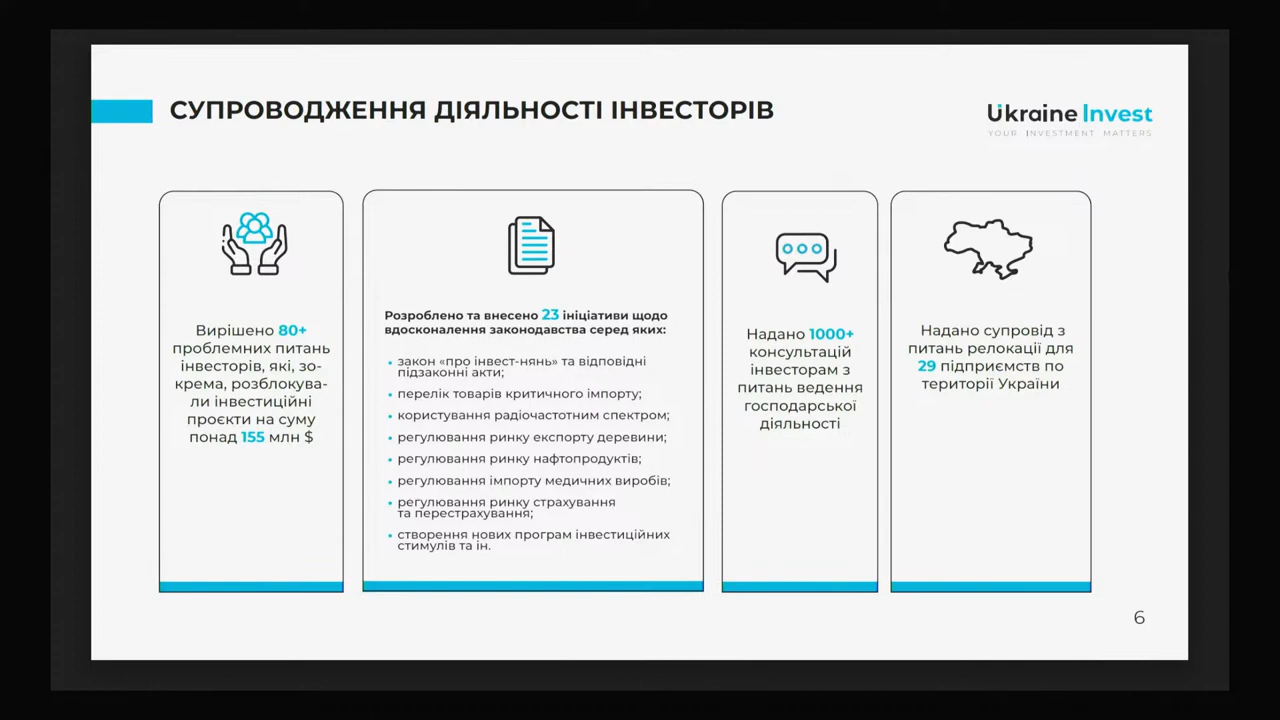 СУПРОВОДЖЕННЯ ДІЯЛЬНОСТІ ІНВЕСТОРІВ
Ukraine Invest
YOUR INVESTMENT MATTERS
Вирішено 80+
проблемних питань
інвесторів, які, зо-
крема, розблокува-
ли інвестиційні
проєкти на суму
понад 155 млн $
Розроблено та внесено 23 ініціативи щодо
вдосконалення законодавства серед яких:
• закон «про інвест-нянь» та відповідні
підзаконні акти;
• перелік товарів критичного імпорту;
• користування радіочастотним спектром;
• регулювання ринку експорту деревини;
• регулювання ринку нафтопродуктів;
• регулювання імпорту медичних виробів;
• регулювання ринку страхування
та перестрахування;
• створення нових програм інвестиційних
стимулів та ін.
Надано 1000+
консультацій
інвесторам з
питань ведення
господарської
діяльності
Надано супровід з
питань релокації для
29 підприємств по
території України
6